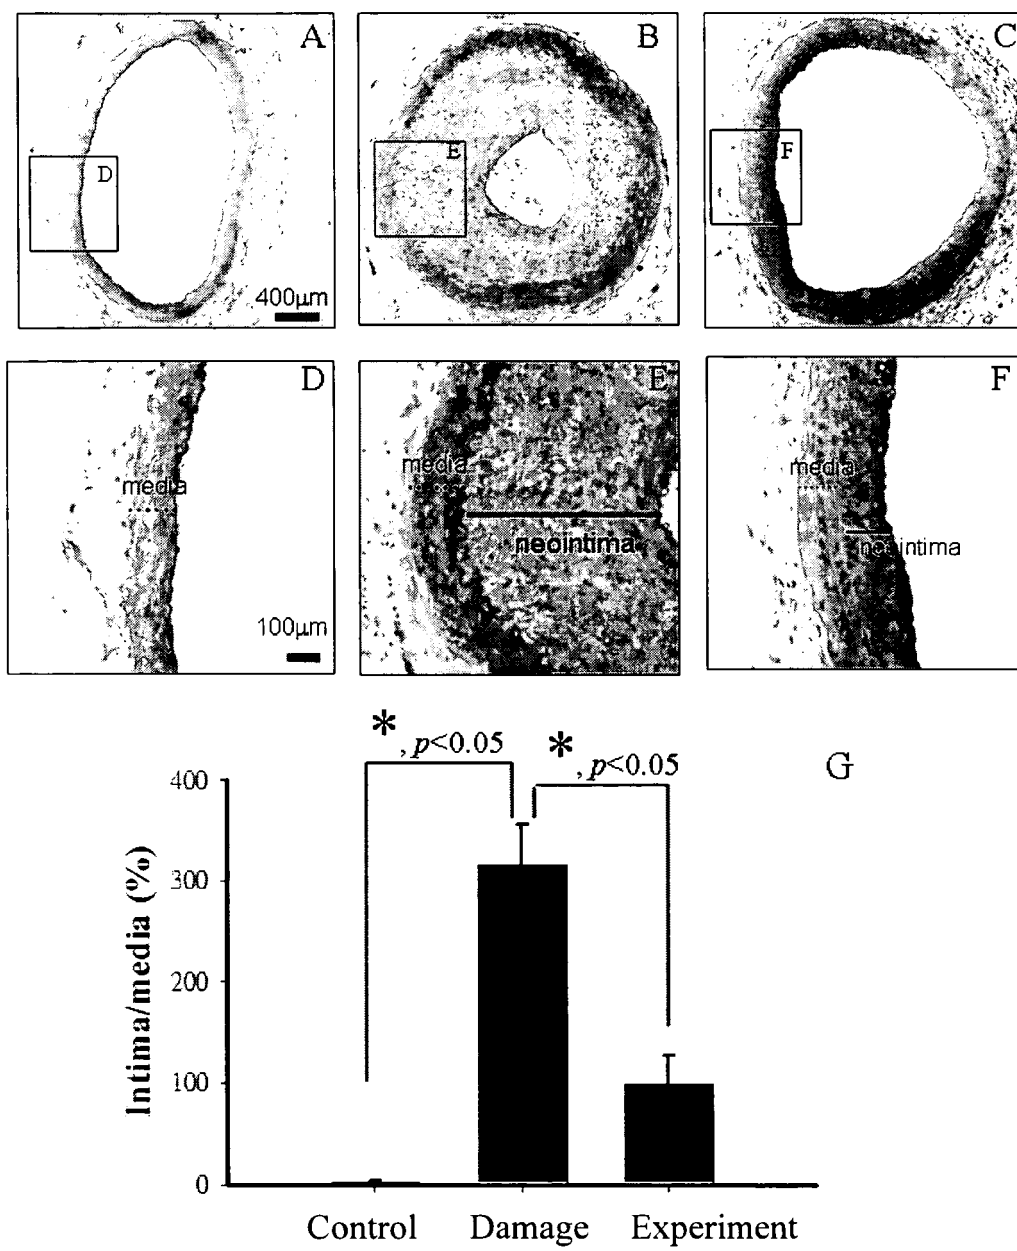 A
B
C
D
E
F
400µm
D
E
F
media
media
media
neointima
neointima
100µm
*, p<0.05
*, p<0.05
G
400
300
200
100
0
Intima/media (%)
Control
Damage
Experiment